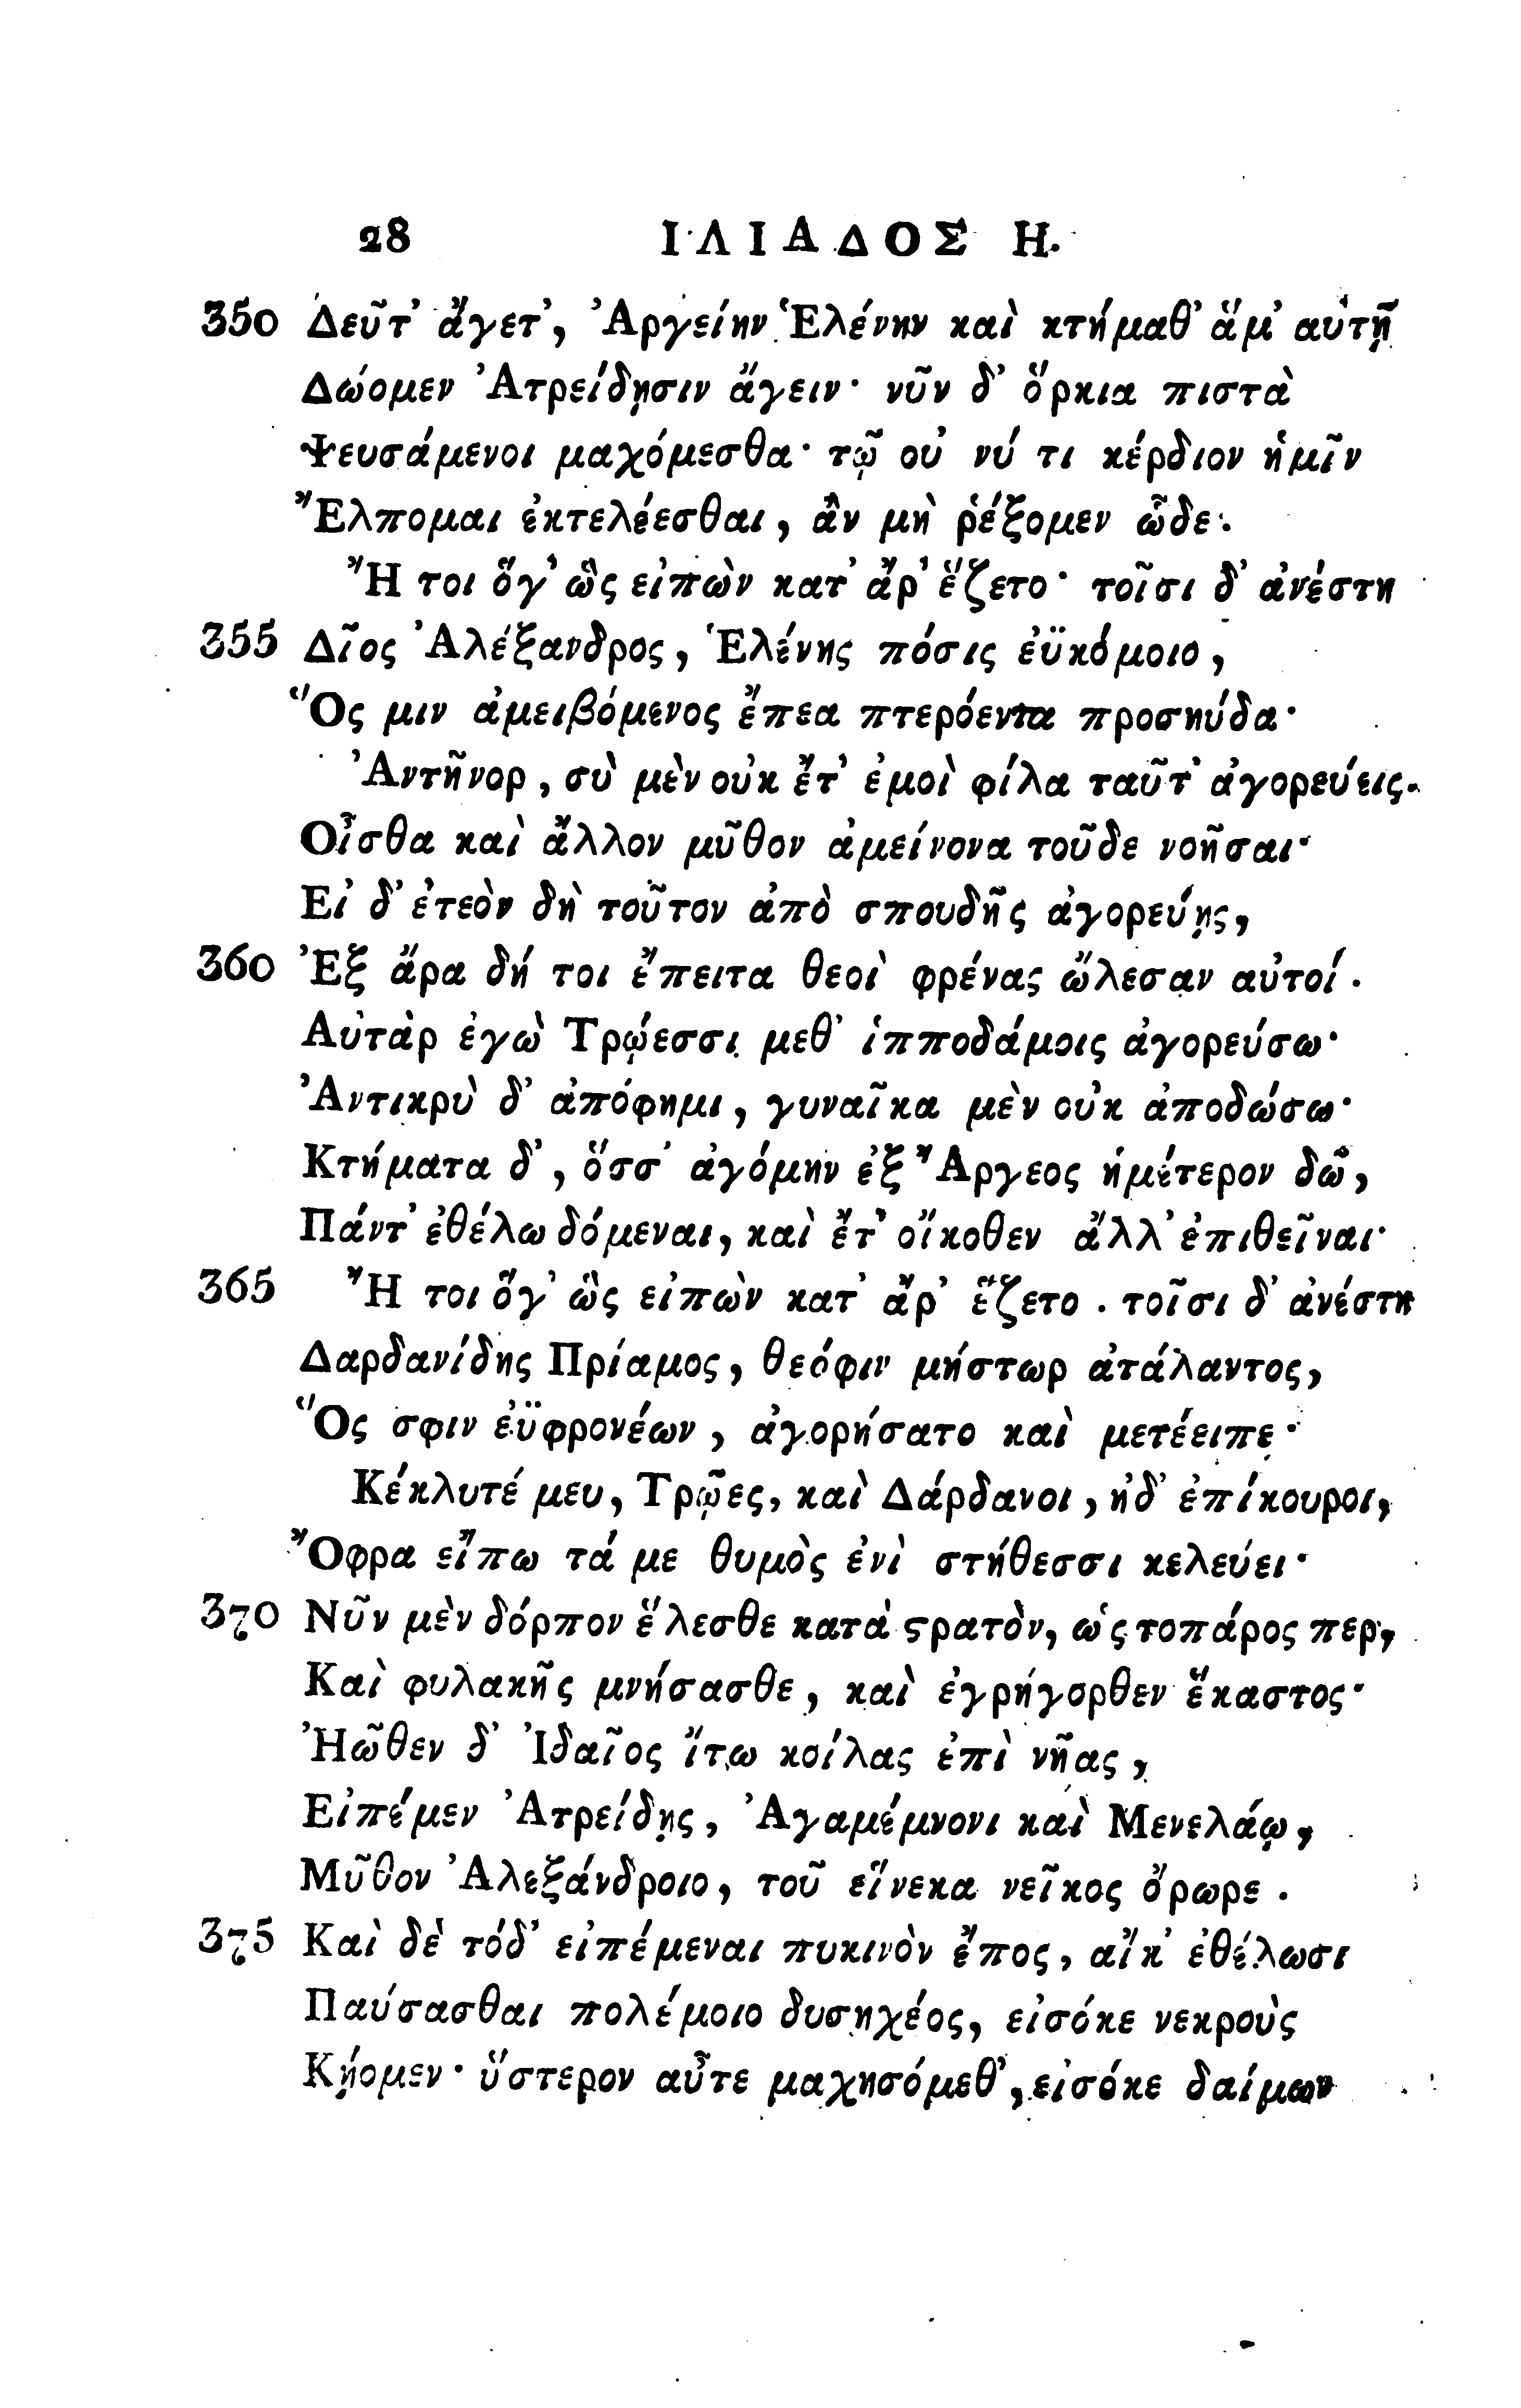 28 ΙΛΙΑΔΟΣ Η.
350 Δεῦτ' ἄγετ', Ἀργείην Ἑλένην καὶ κτήμαθ' ἅμ' αὐτῇ
Δώομεν Ἀτρείδῃσιν ἄγειν· νῦν δ' ὅρκια πιστὰ
Ψευσάμενοι μαχόμεσθα· τῷ οὐ νύ τι κέρδιον ἡμῖν
Ἔλπομαι ἐκτελέεσθαι, ἂν μὴ ῥέξομεν ὧδε.
Ἤ τοι ὅγ' ὣς εἰπὼν κατ' ἄρ' ἕζετο· τοῖσι δ' ἀνέστη
355 Δῖος Ἀλέξανδρος, Ἑλένης πόσις ἐϋκόμοιο,
Ὅς μιν ἀμειβόμενος ἔπεα πτερόεντα προσηύδα·
Ἀντῆνορ, σὺ μὲν οὐκ ἔτ' ἐμοὶ φίλα ταῦτ' ἀγορεύεις.
Οἶσθα καὶ ἄλλον μῦθον ἀμείνονα τοῦδε νοῆσαι·
Εἰ δ' ἐτεὸν δὴ τοῦτον ἀπὸ σπουδῆς ἀγορεύῃς,
360 Ἐξ ἄρα δή τοι ἔπειτα θεοὶ φρένας ὤλεσαν αὐτοί.
Αὐτὰρ ἐγὼ Τρώεσσι μεθ' ἱπποδάμοις ἀγορεύσω·
Ἀντικρὺ δ' ἀπόφημι, γυναῖκα μὲν οὐκ ἀποδώσω·
Κτήματα δ', ὅσσ' ἀγόμην ἐξ Ἄργεος ἡμέτερον δῶ,
Πάντ' ἐθέλω δόμεναι, καὶ ἔτ' οἴκοθεν ἄλλ' ἐπιθεῖναι·
365 Ἤ τοι ὅγ' ὣς εἰπὼν κατ' ἄρ' ἕζετο. τοῖσι δ' ἀνέστη
Δαρδανίδης Πρίαμος, θεόφιν μήστωρ ἀτάλαντος,
Ὅς σφιν ἐϋφρονέων, ἀγορήσατο καὶ μετέειπε·
Κέκλυτέ μευ, Τρῶες, καὶ Δάρδανοι, ἠδ' ἐπίκουροι,
Ὄφρα εἴπω τά με θυμὸς ἐνὶ στήθεσσι κελεύει·
370 Νῦν μὲν δόρπον ἕλεσθε κατὰ ϛρατὸν, ὡς τοπάρος περ,
Καὶ φυλακῆς μνήσασθε, καὶ ἐγρήγορθεν ἕκαστος·
Ἠῶθεν δ' Ἰδαῖος ἴτω κοίλας ἐπὶ νῆας,
Εἰπέμεν Ἀτρείδῃς, Ἀγαμέμνονι καὶ Μενελάῳ,
Μῦθον Ἀλεξάνδροιο, τοῦ εἵνεκα νεῖκος ὄρωρε.
375 Καὶ δὲ τόδ' εἰπέμεναι πυκινὸν ἔπος, αἴκ' ἐθέλωσι
Παύσασθαι πολέμοιο δυσηχέος, εἰσόκε νεκροὺς
Κῄομεν· ὕστερον αὖτε μαχησόμεθ', εἰσόκε δαίμων